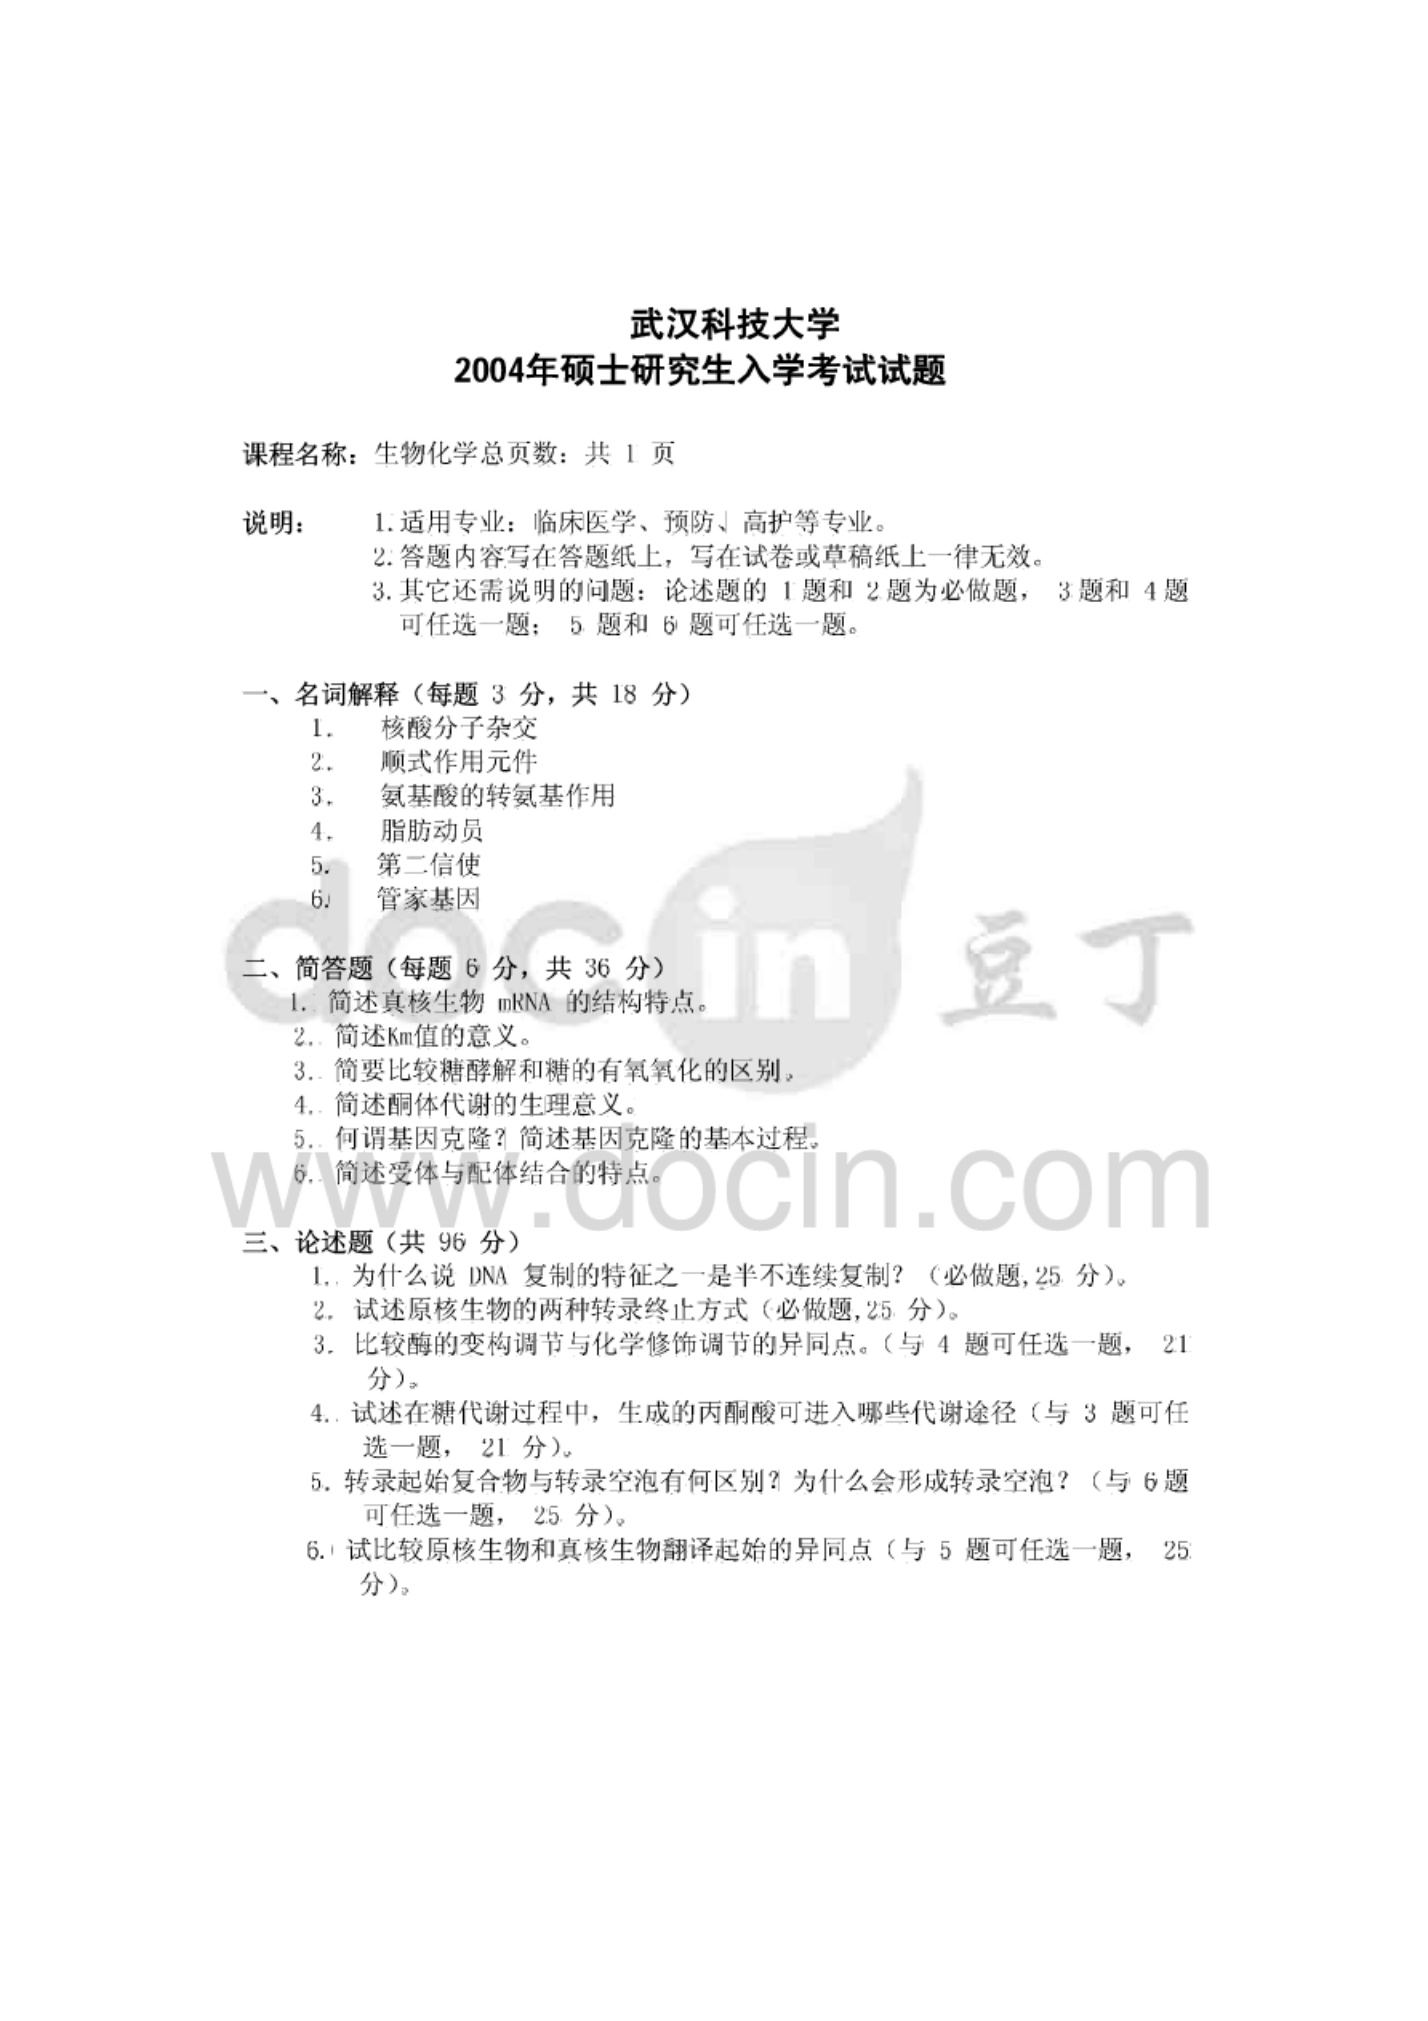 武汉科技大学
2004年硕士研究生入学考试试题
课程名称：生物化学总页数：共 1 页
说明： 1.适用专业：临床医学、预防、高护等专业。
2.答题内容写在答题纸上，写在试卷或草稿纸上一律无效。
3.其它还需说明的问题：论述题的 1题和 2题为必做题， 3题和 4题
可任选一题； 5 题和 6 题可任选一题。
一、名词解释（每题 3 分，共 18 分）
1. 核酸分子杂交
2. 顺式作用元件
3. 氨基酸的转氨基作用
4. 脂肪动员
5. 第二信使
6. 管家基因
二、简答题（每题 6 分，共 36 分）
1. 简述真核生物 mRNA 的结构特点。
2. 简述Km值的意义。
3. 简要比较糖酵解和糖的有氧氧化的区别。
4. 简述酮体代谢的生理意义。
5. 何谓基因克隆？简述基因克隆的基本过程。
6. 简述受体与配体结合的特点。
三、论述题（共 96 分）
1. 为什么说 DNA 复制的特征之一是半不连续复制？（必做题,25 分）。
2. 试述原核生物的两种转录终止方式（必做题,25 分）。
3. 比较酶的变构调节与化学修饰调节的异同点。（与 4 题可任选一题， 21
分）。
4. 试述在糖代谢过程中，生成的丙酮酸可进入哪些代谢途径（与 3 题可任
选一题， 21 分）。
5. 转录起始复合物与转录空泡有何区别？为什么会形成转录空泡？（与 6题
可任选一题， 25 分）。
6. 试比较原核生物和真核生物翻译起始的异同点（与 5 题可任选一题， 25
分）。
docin 豆丁
www.docin.com